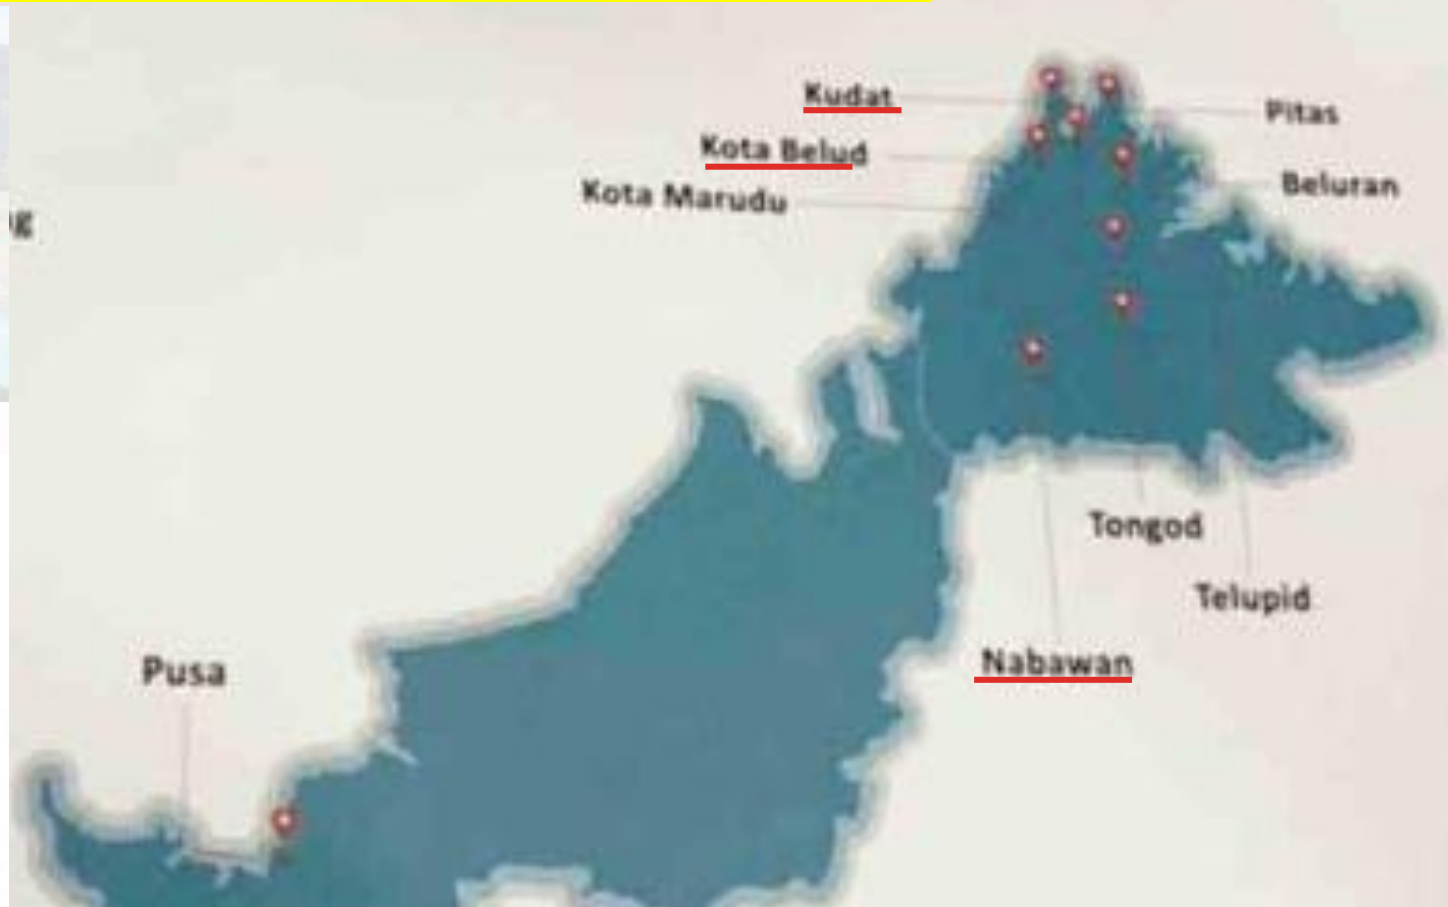 Kudat
Pitas
Kota Belud
Beluran
Kota Marudu
Tongod
Telupid
Nabawan
Pusa